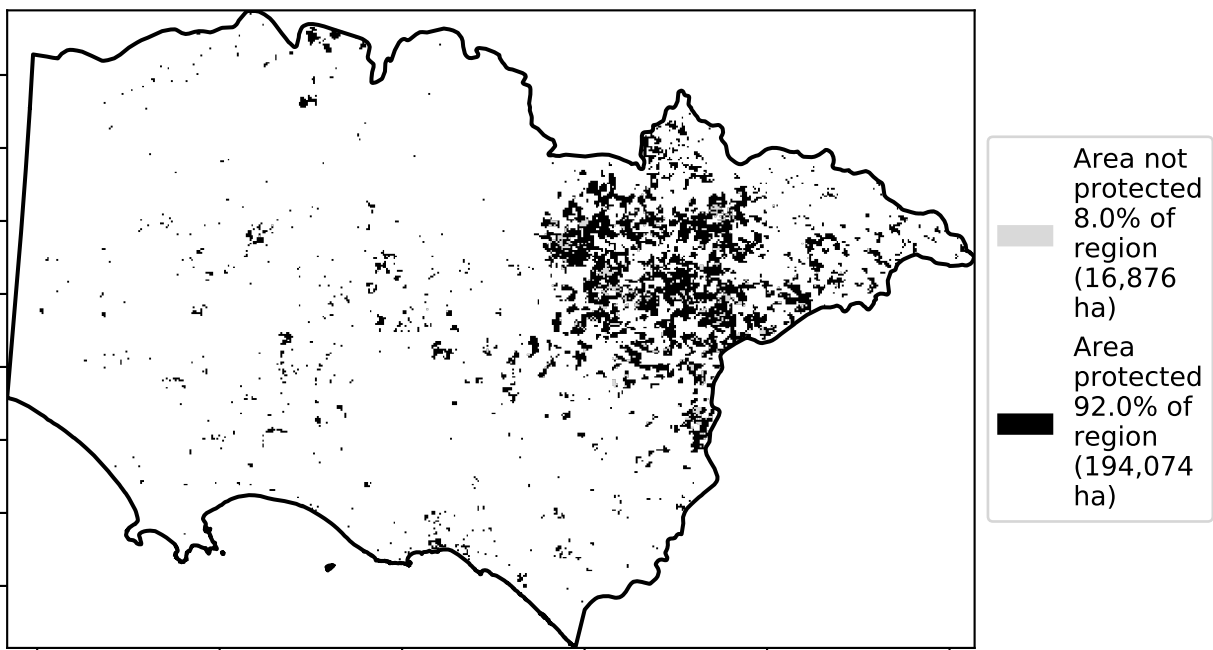 Area not
protected
8.0% of
region
(16,876
ha)
Area
protected
92.0% of
region
(194,074
ha)